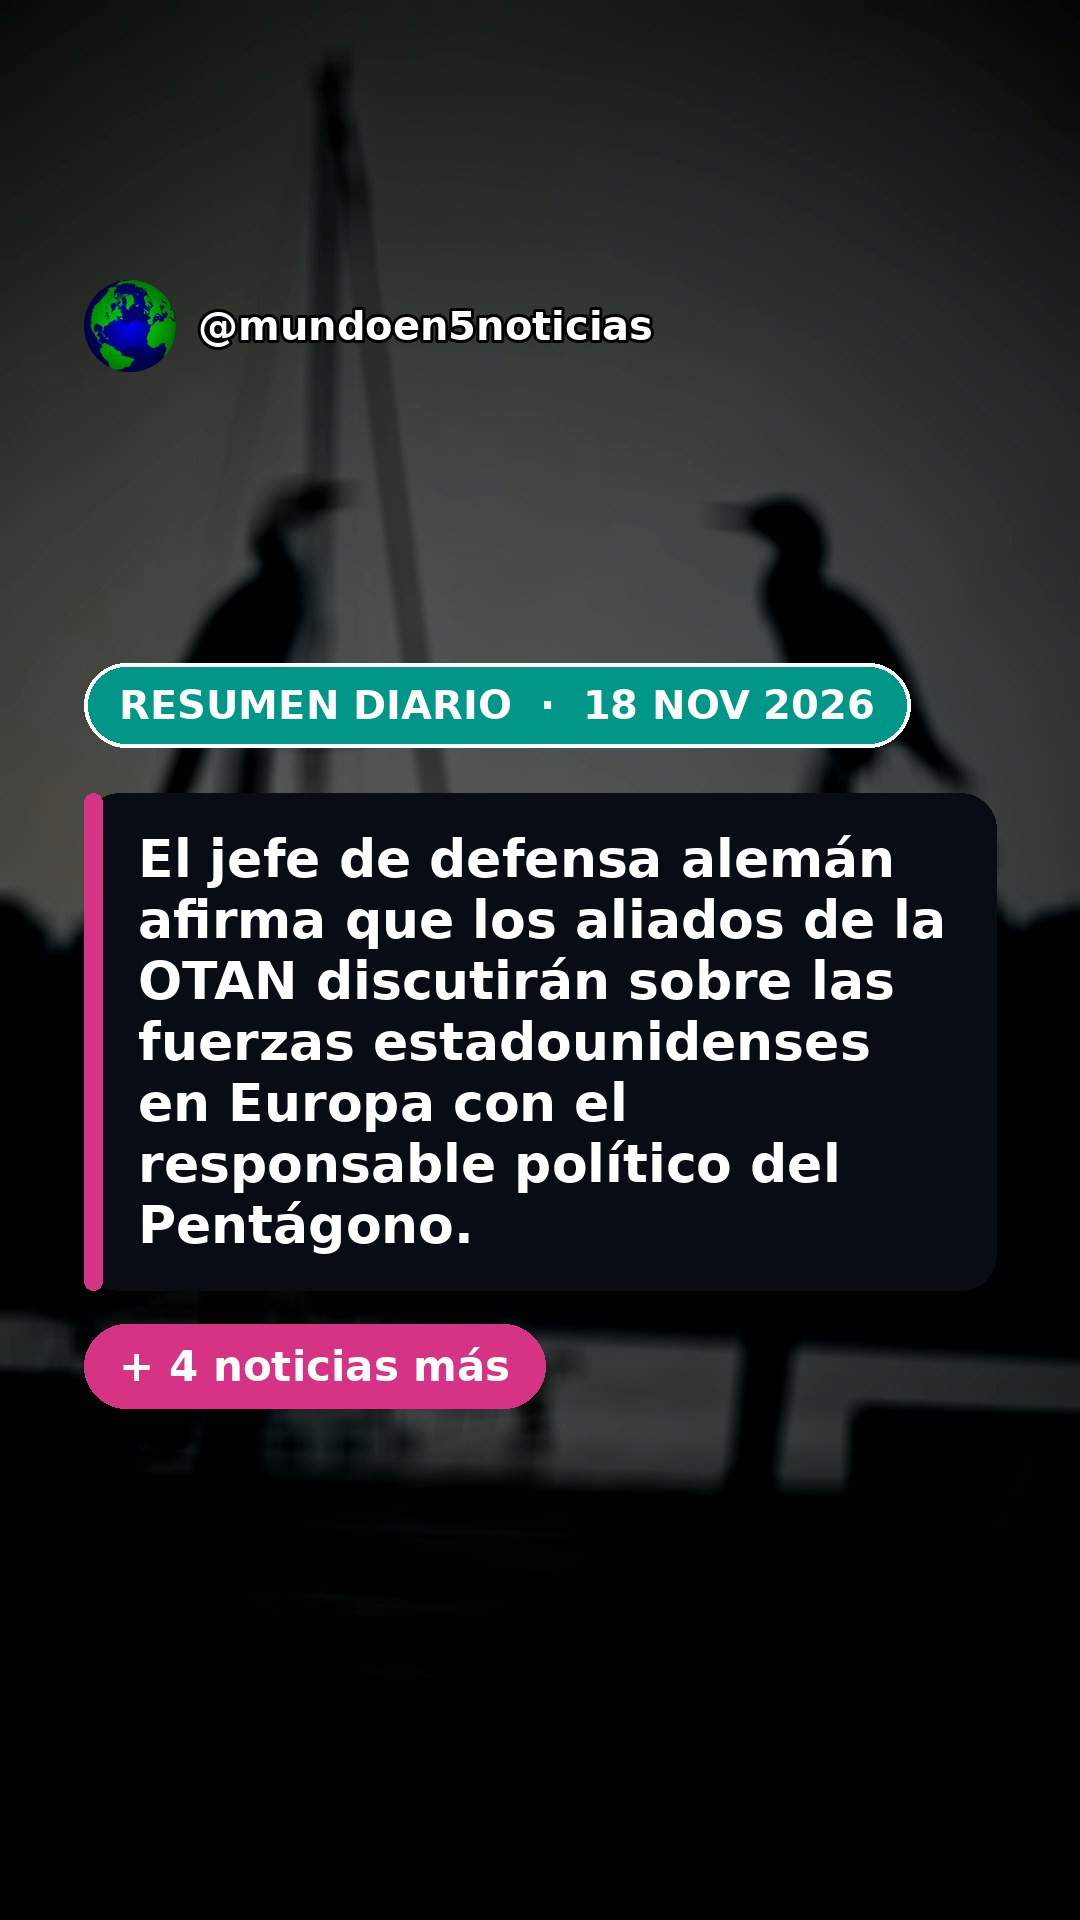 @mundoen5noticias
RESUMEN DIARIO · 18 NOV 2026
El jefe de defensa alemán
afirma que los aliados de la
OTAN discutirán sobre las
fuerzas estadounidenses
en Europa con el
responsable político del
Pentágono.
+ 4 noticias más